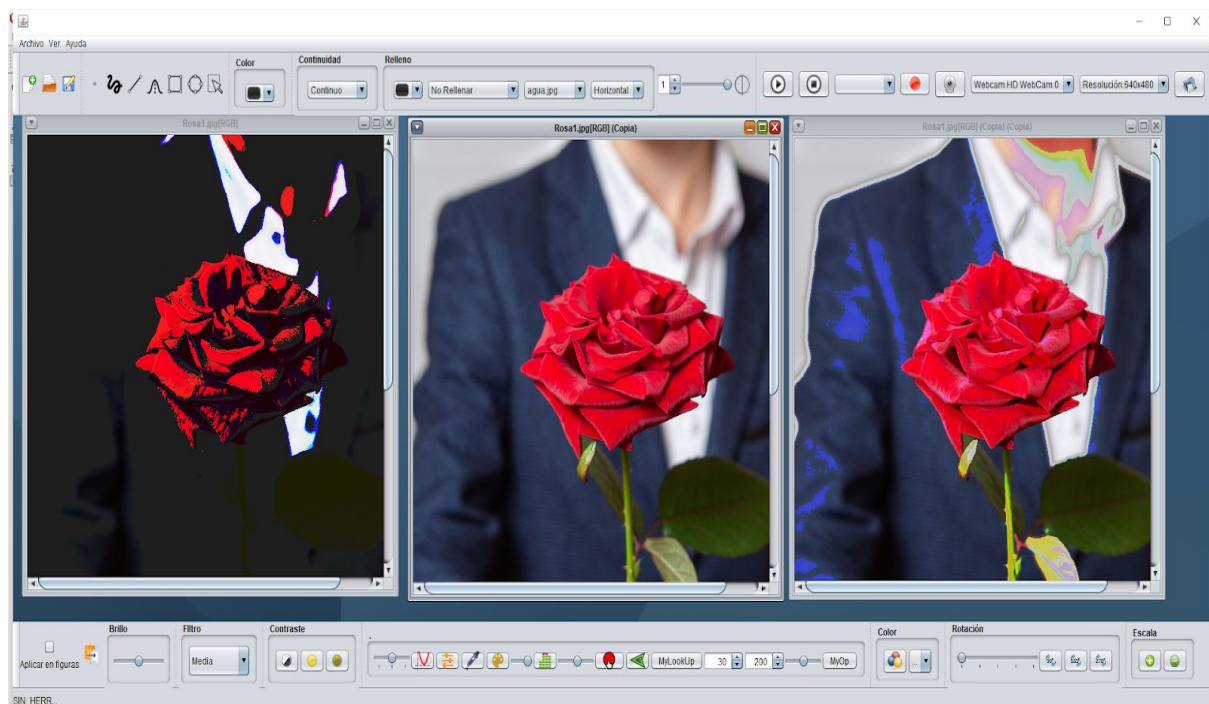 Archivo Ver Ayuda
Color
Continuidad
Relleno
Continuo
No Rellenar
agua.jpg
Horizontal
1
Webcam HD WebCam 0
Resolución:640x480
Rosa1.jpg[RGB]
Rosa1.jpg[RGB] (Copia)
Rosa1.jpg[RGB] (Copia) (Copia)
Brillo
Filtro
Contraste
.
Color
Rotación
Escala
Aplicar en figuras
Media
MyLookUp
30
200
MyOp
...
SIN_HERR...